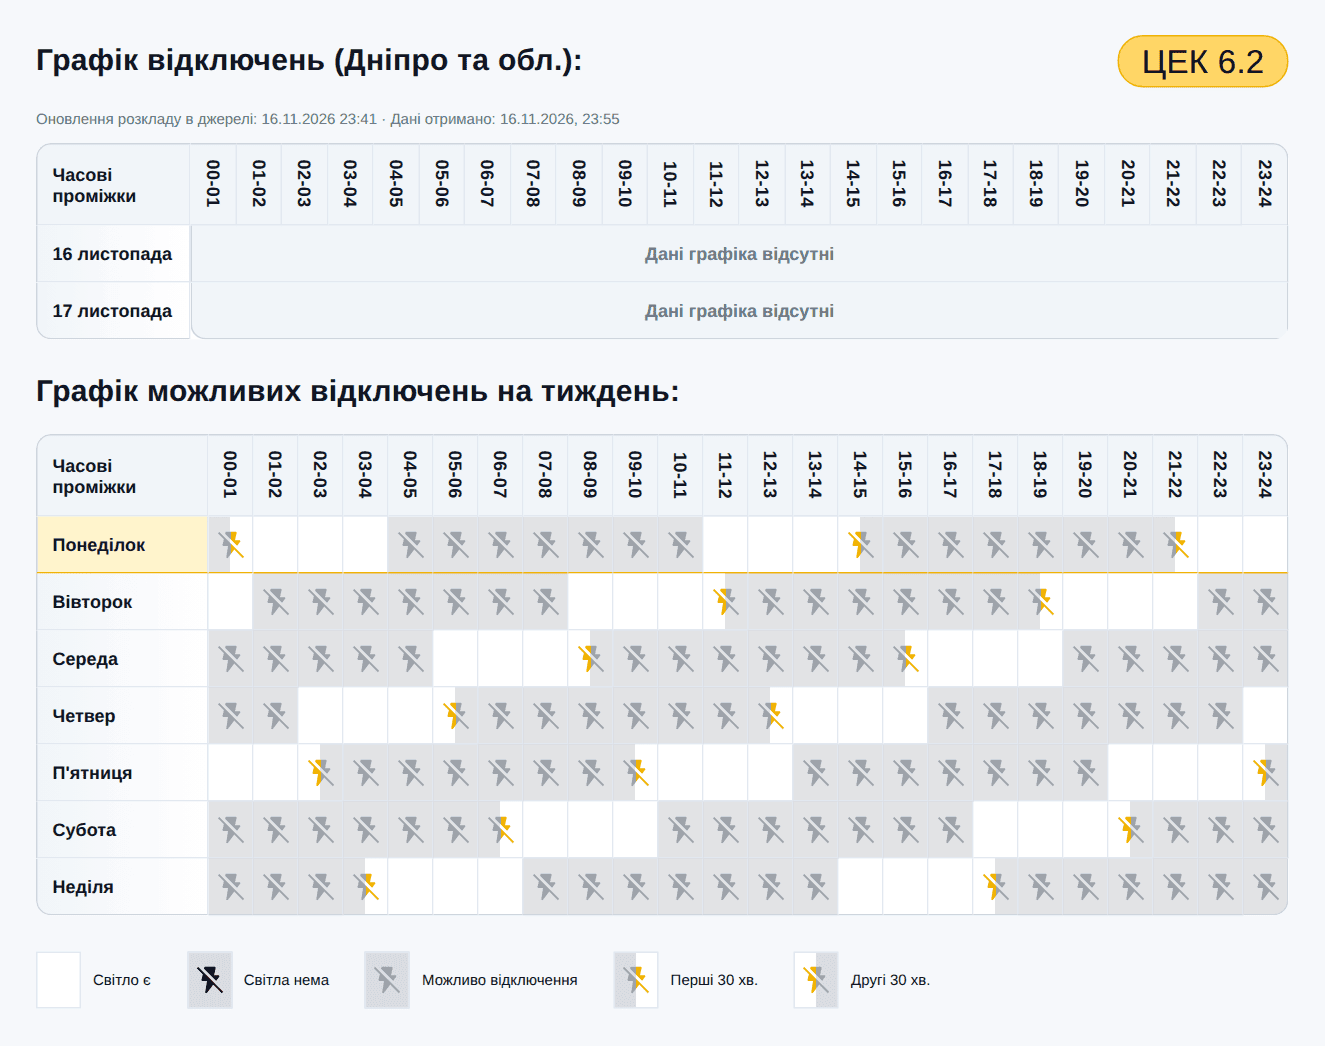 Графік відключень (Дніпро та обл.):
ЦЕК 6.2
Оновлення розкладу в джерелі: 16.11.2026 23:41 · Дані отримано: 16.11.2026, 23:55
Часові проміжки 00-01 01-02 02-03 03-04 04-05 05-06 06-07 07-08 08-09 09-10 10-11 11-12 12-13 13-14 14-15 15-16 16-17 17-18 18-19 19-20 20-21 21-22 22-23 23-24
16 листопада Дані графіка відсутні
17 листопада Дані графіка відсутні
Графік можливих відключень на тиждень:
Часові проміжки 00-01 01-02 02-03 03-04 04-05 05-06 06-07 07-08 08-09 09-10 10-11 11-12 12-13 13-14 14-15 15-16 16-17 17-18 18-19 19-20 20-21 21-22 22-23 23-24
Понеділок
Вівторок
Середа
Четвер
П'ятниця
Субота
Неділя
Світло є Світла нема Можливо відключення Перші 30 хв. Другі 30 хв.